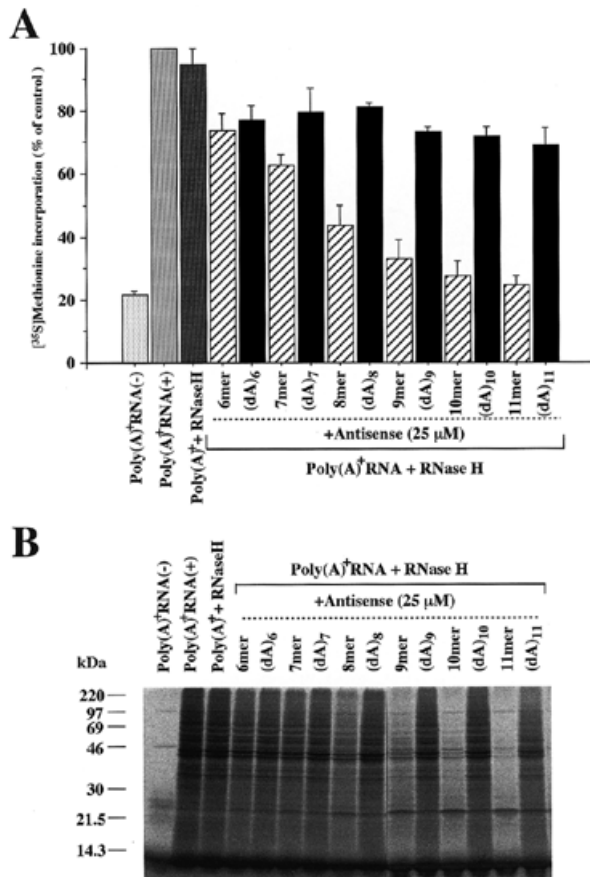 A
[35S]Methionine incorporation (% of control)
100
80
60
40
20
0
Poly(A)+RNA(-)
Poly(A)+RNA(+)
Poly(A)+ + RNaseH
6mer
(dA)6
7mer
(dA)7
8mer
(dA)8
9mer
(dA)9
10mer
(dA)10
11mer
(dA)11
+Antisense (25 μM)
Poly(A)+RNA + RNase H
B
Poly(A)+RNA + RNase H
+Antisense (25 μM)
kDa
Poly(A)+RNA(-)
Poly(A)+RNA(+)
Poly(A)+ + RNaseH
6mer
(dA)6
7mer
(dA)7
8mer
(dA)8
9mer
(dA)9
10mer
(dA)10
11mer
(dA)11
220
97
69
46
30
21.5
14.3